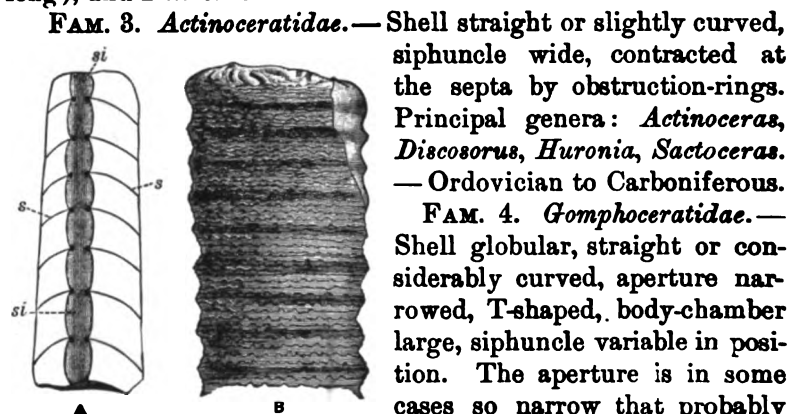 FAM. 3. Actinoceratidae.—Shell straight or slightly curved,
siphuncle wide, contracted at
the septa by obstruction-rings.
Principal genera: Actinoceras,
Discosorus, Huronia, Sactoceras.
—Ordovician to Carboniferous.
FAM. 4. Gomphoceratidae.—
Shell globular, straight or con-
siderably curved, aperture nar-
rowed, T-shaped, body-chamber
large, siphuncle variable in posi-
tion. The aperture is in some
cases so narrow that probably
si
s
s
si
A
B